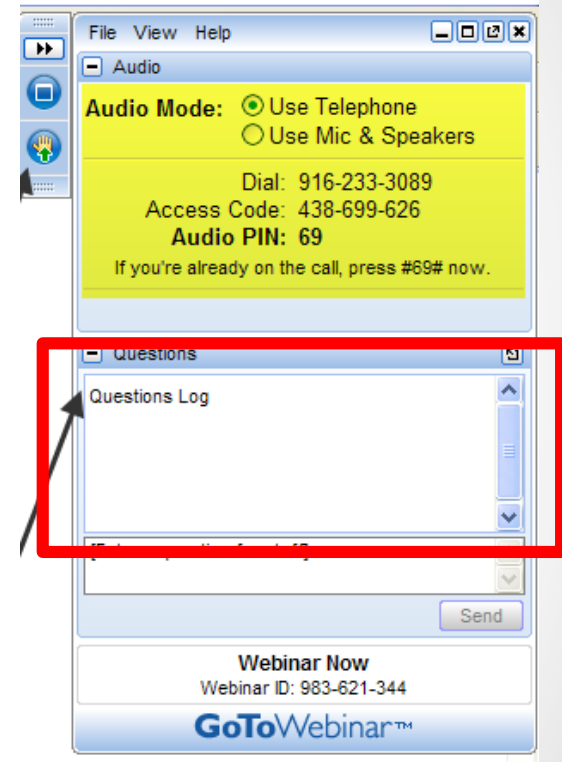 File View Help
Audio
Audio Mode: Use Telephone
Use Mic & Speakers
Dial: 916-233-3089
Access Code: 438-699-626
Audio PIN: 69
If you're already on the call, press #69# now.
Questions
Questions Log
Send
Webinar Now
Webinar ID: 983-621-344
GoToWebinar™